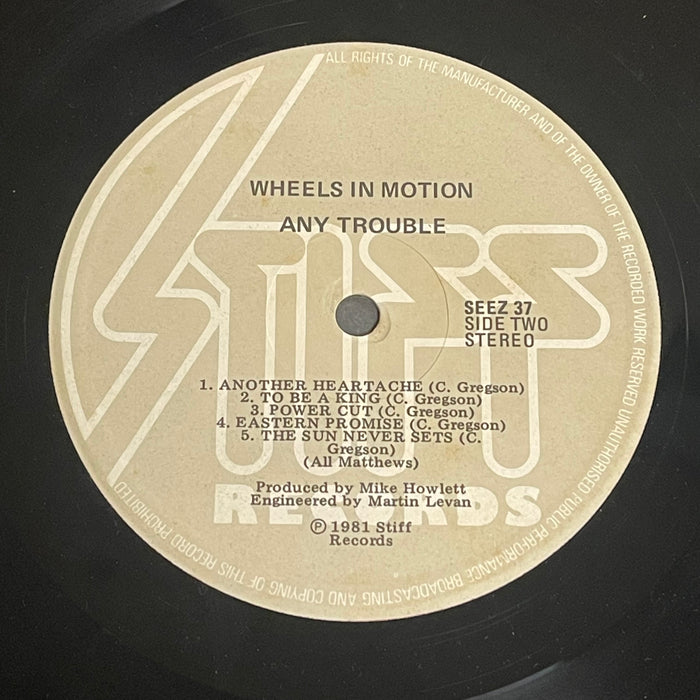 ALL RIGHTS OF THE MANUFACTURER AND OF THE OWNER OF THE RECORDED WORK RESERVED UNAUTHORISED PUBLIC PERFORMANCE BROADCASTING AND COPYING OF THIS RECORD PROHIBITED
WHEELS IN MOTION
ANY TROUBLE
STIFF
SEEZ 37
SIDE TWO
STEREO
1. ANOTHER HEARTACHE (C. Gregson)
2. TO BE A KING (C. Gregson)
3. POWER CUT (C. Gregson)
4. EASTERN PROMISE (C. Gregson)
5. THE SUN NEVER SETS (C.
Gregson)
(All Matthews)
Produced by Mike Howlett
Engineered by Martin Levan
RECORDS
Ⓟ 1981 Stiff
Records